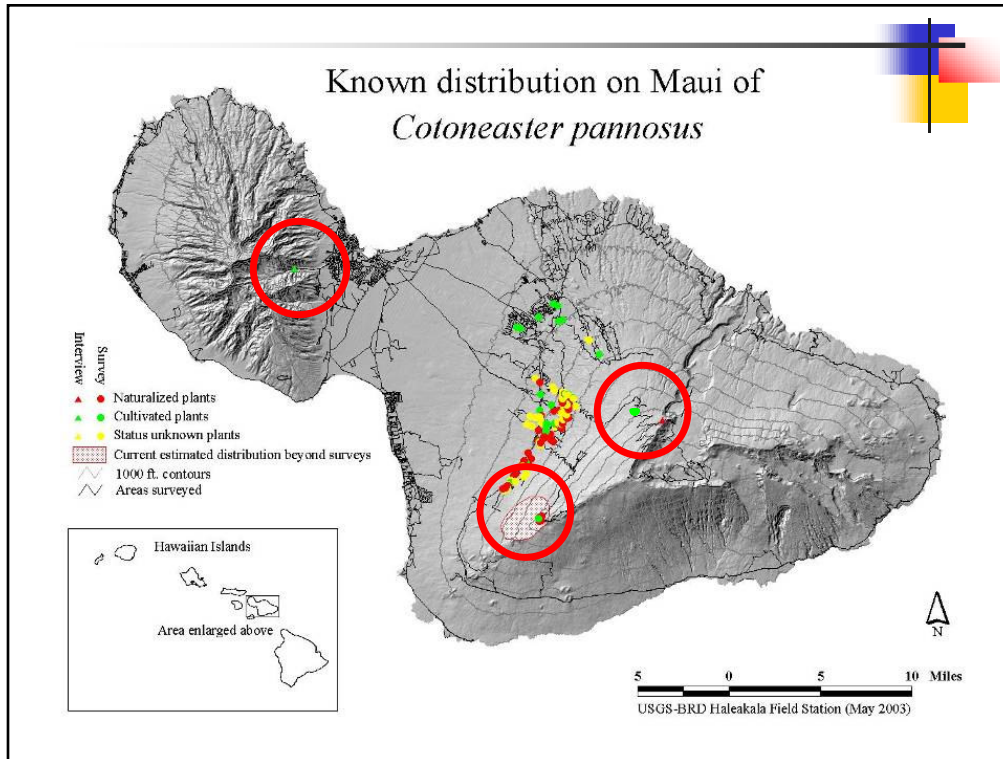 Known distribution on Maui of
Cotoneaster pannosus
Interview
Survey
Naturalized plants
Cultivated plants
Status unknown plants
Current estimated distribution beyond surveys
1000 ft. contours
Areas surveyed
Hawaiian Islands
Area enlarged above
N
5 0 5 10 Miles
USGS-BRD Haleakala Field Station (May 2003)